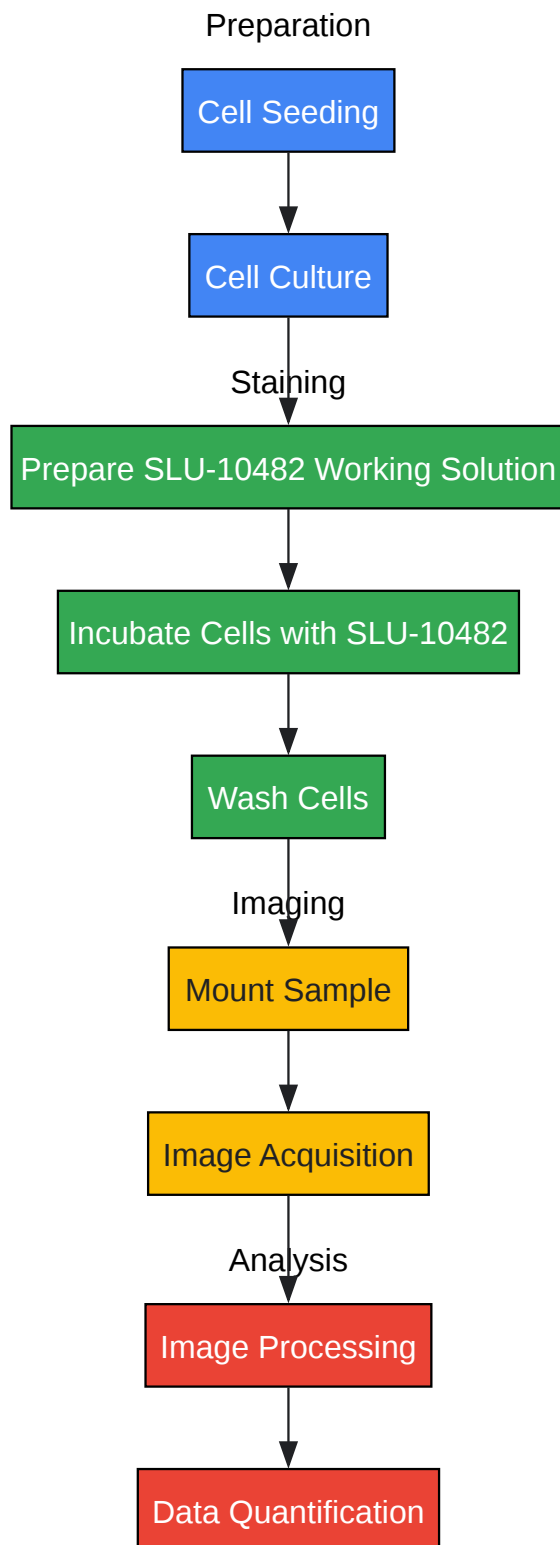 Preparation
Cell Seeding
Cell Culture
Staining
Prepare SLU-10482 Working Solution
Incubate Cells with SLU-10482
Wash Cells
Imaging
Mount Sample
Image Acquisition
Analysis
Image Processing
Data Quantification